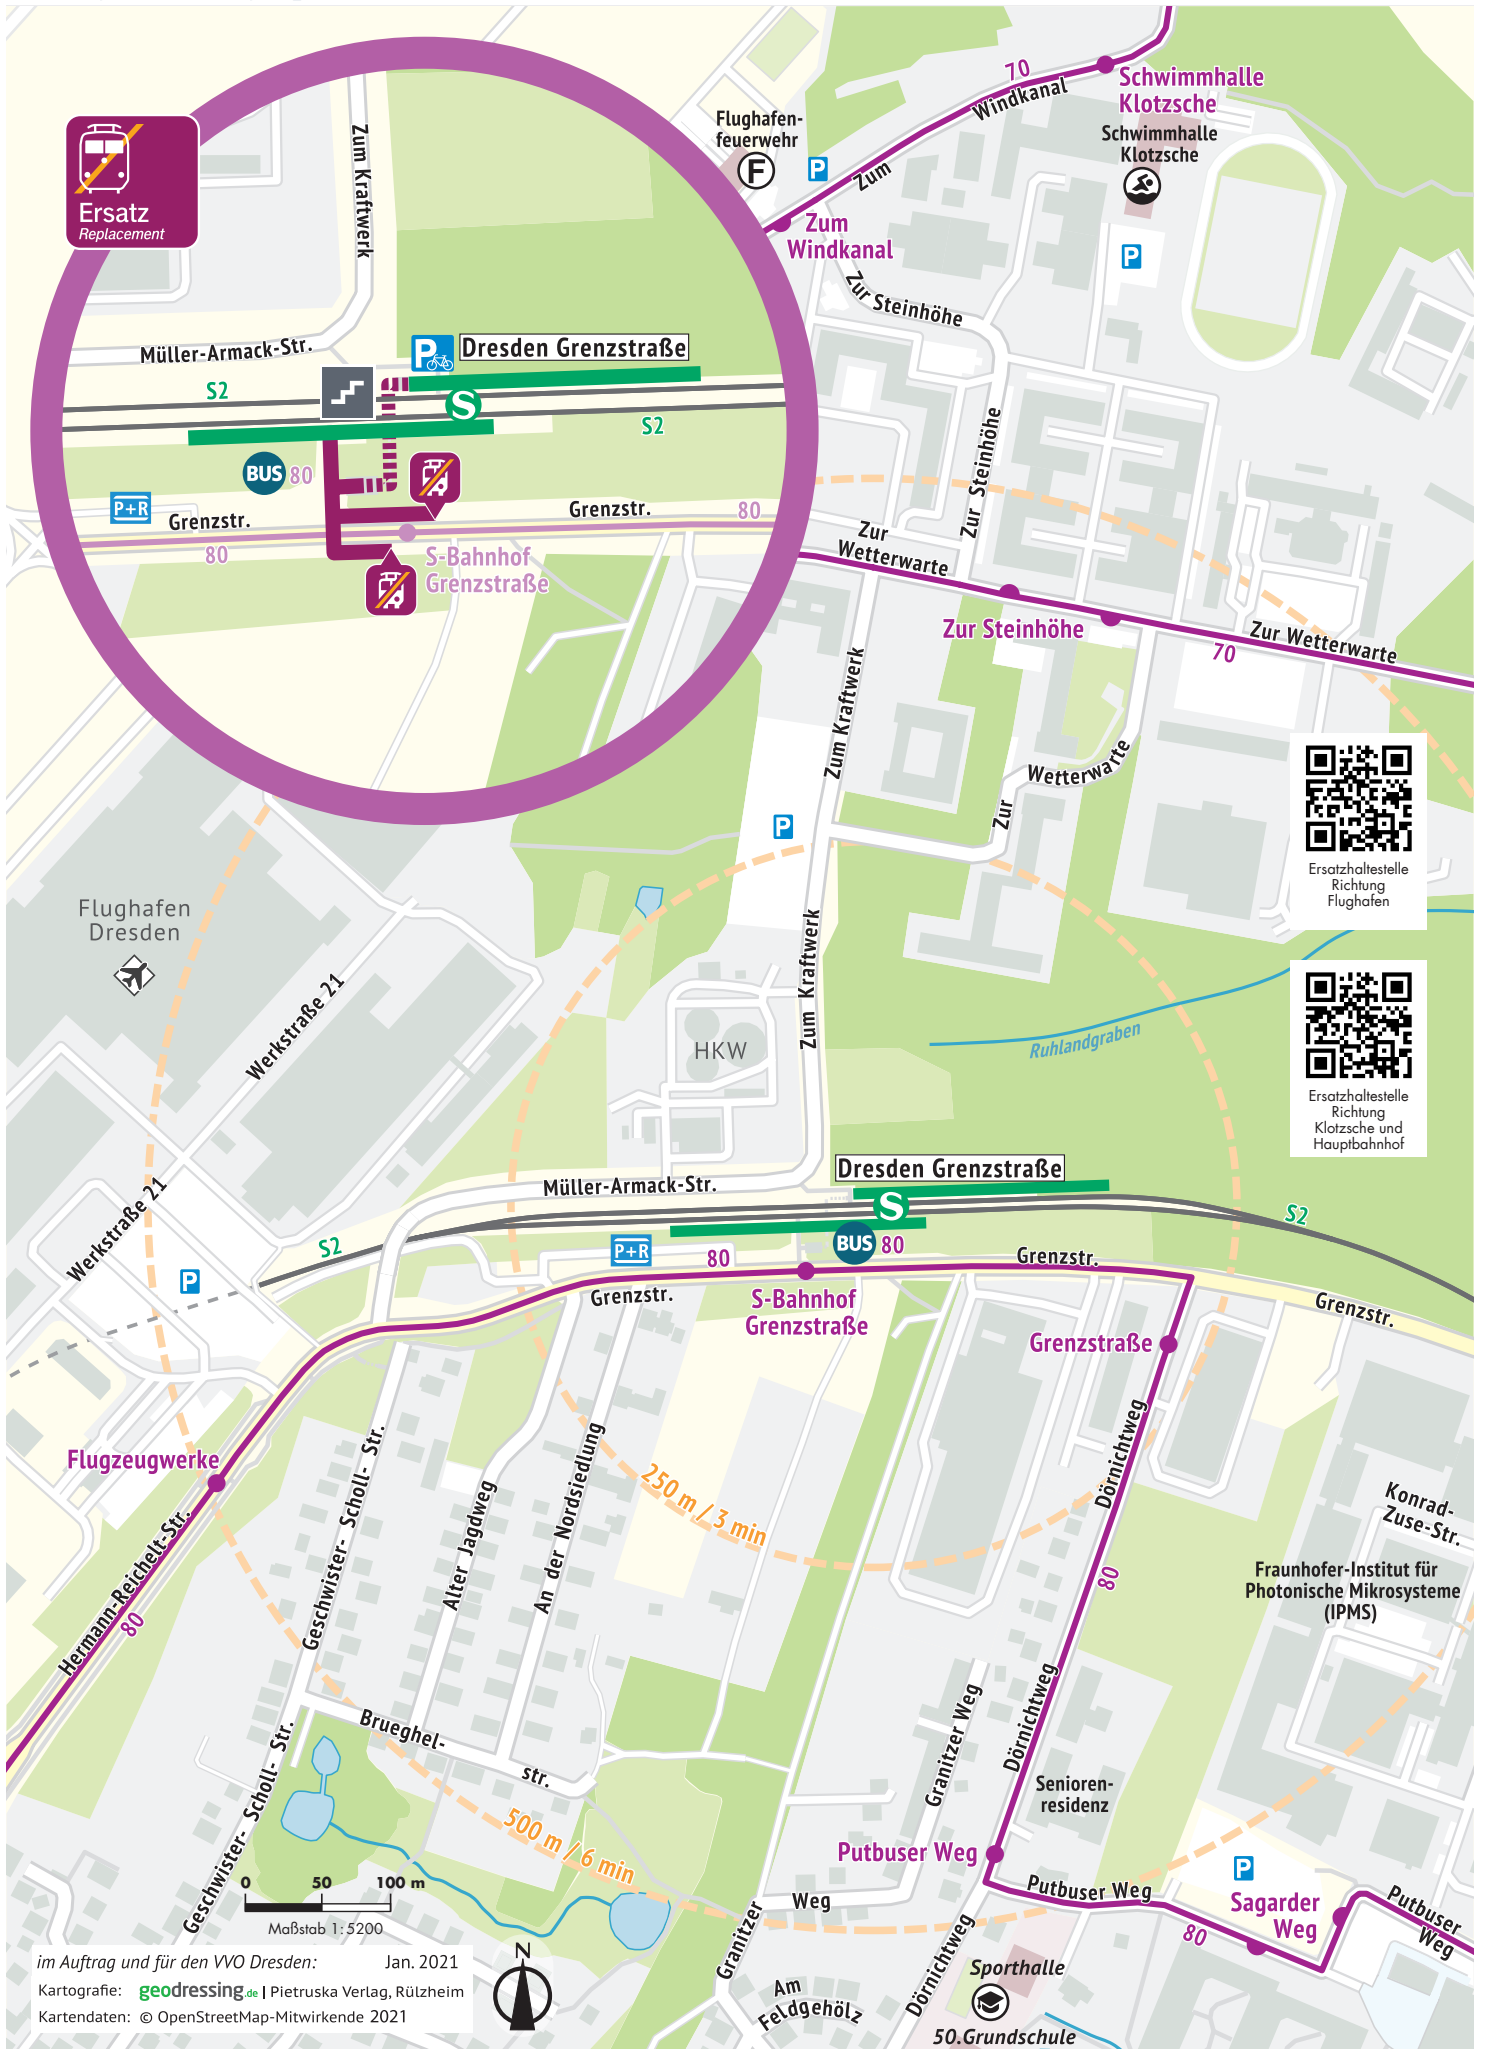 70
Schwimmhalle
Klotzsche
Windkanal
Flughafen-
feuerwehr
F
P
Zum
Schwimmhalle
Klotzsche
Zum
Windkanal
P
Zur Steinhöhe
Ersatz
Replacement
Zum Kraftwerk
Müller-Armack-Str.
P
Dresden Grenzstraße
S2
S
S2
BUS 80
P+R
Grenzstr.
Grenzstr.
80
80
S-Bahnhof
Grenzstraße
Zur Steinhöhe
Zur
Wetterwarte
Zur Steinhöhe
Zur Wetterwarte
70
Zum Kraftwerk
Zur
Wetterwarte
P
Ersatzhaltestelle
Richtung
Flughafen
Flughafen
Dresden
Werkstraße 21
Zum Kraftwerk
HKW
Ruhlandgraben
Ersatzhaltestelle
Richtung
Klotzsche und
Hauptbahnhof
Werkstraße 21
Müller-Armack-Str.
Dresden Grenzstraße
S
S2
S2
P
P+R
80
BUS 80
Grenzstr.
Grenzstr.
S-Bahnhof
Grenzstraße
Grenzstr.
Grenzstraße
Flugzeugwerke
Hermann-Reichelt-Str.
80
Geschwister- Scholl- Str.
Alter Jagdweg
An der Nordsiedlung
250 m / 3 min
Dörnichtweg
80
Konrad-
Zuse-Str.
Fraunhofer-Institut für
Photonische Mikrosysteme
(IPMS)
Brueghel-
str.
Geschwister- Scholl- Str.
500 m / 6 min
Granitzer Weg
Dörnichtweg
Senioren-
residenz
Putbuser Weg
Putbuser Weg
P
Sagarder
Weg
80
Putbuser
Weg
Weg
Granitzer
Dörnichtweg
Am
Feldgehölz
Sporthalle
50.Grundschule
0 50 100 m
Maßstab 1:5200
N
im Auftrag und für den VVO Dresden: Jan. 2021
Kartografie: geodressing.de | Pietruska Verlag, Rülzheim
Kartendaten: © OpenStreetMap-Mitwirkende 2021